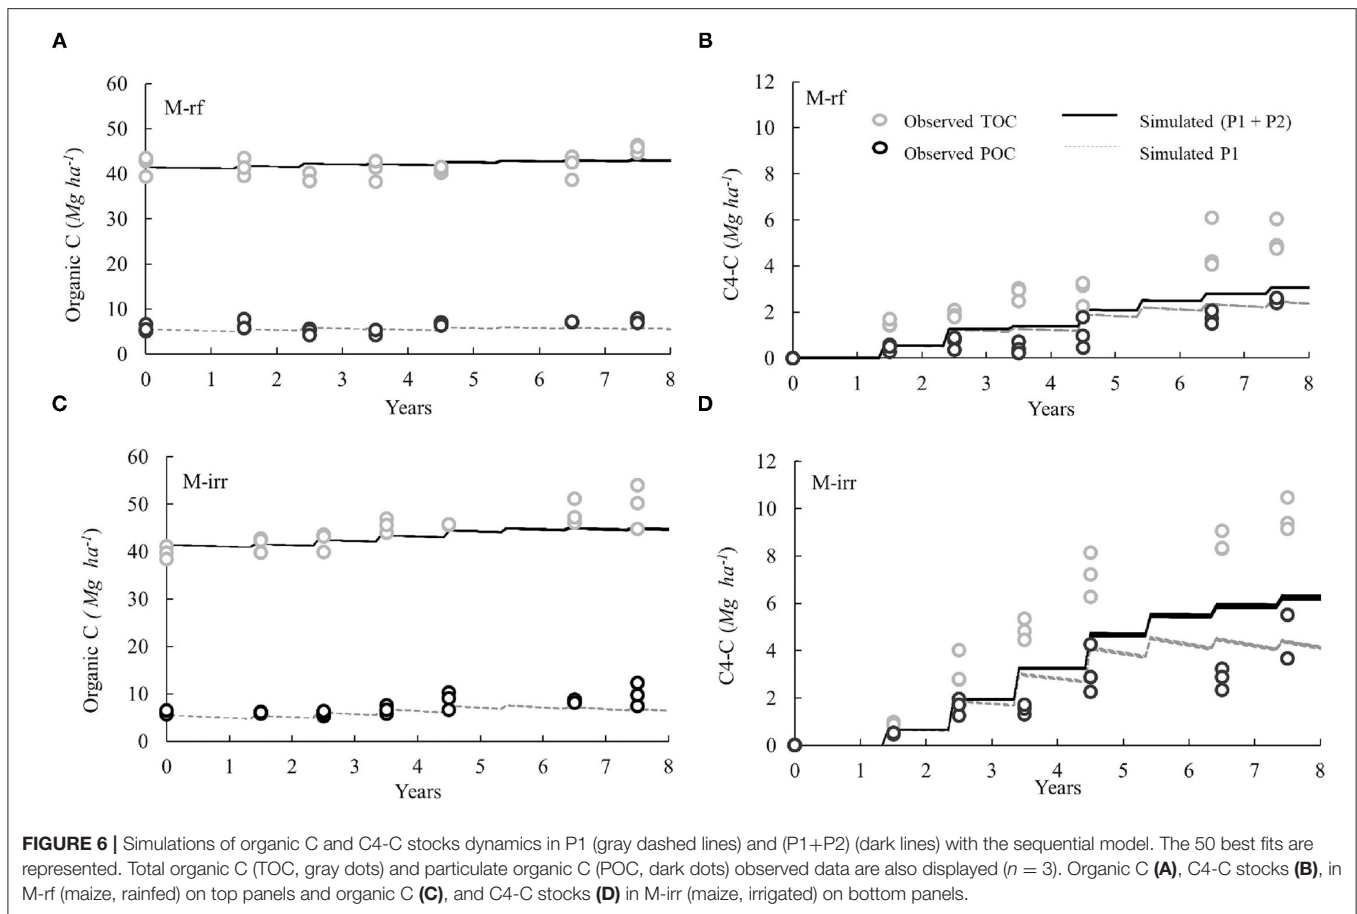 A
B
60
50
40
30
20
10
0
Organic C (Mg ha-1)
M-rf
0 1 2 3 4 5 6 7 8
Years
12
10
8
6
4
2
0
C4-C (Mg ha-1)
M-rf
Observed TOC
Simulated (P1 + P2)
Observed POC
Simulated P1
0 1 2 3 4 5 6 7 8
Years
C
D
60
50
40
30
20
10
0
Organic C ( Mg ha-1)
M-irr
0 1 2 3 4 5 6 7 8
Years
12
10
8
6
4
2
0
C4-C (Mg ha-1)
M-irr
0 1 2 3 4 5 6 7 8
Years
FIGURE 6 | Simulations of organic C and C4-C stocks dynamics in P1 (gray dashed lines) and (P1+P2) (dark lines) with the sequential model. The 50 best fits are
represented. Total organic C (TOC, gray dots) and particulate organic C (POC, dark dots) observed data are also displayed (n = 3). Organic C (A), C4-C stocks (B), in
M-rf (maize, rainfed) on top panels and organic C (C), and C4-C stocks (D) in M-irr (maize, irrigated) on bottom panels.